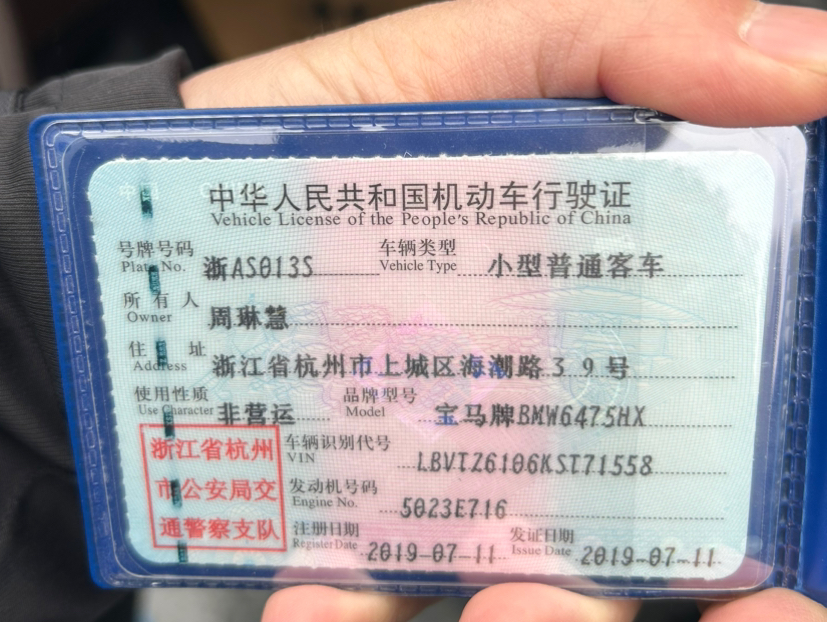 中华人民共和国机动车行驶证
Vehicle License of the People's Republic of China
号牌号码 浙AS013S 车辆类型 小型普通客车
Plate No. Vehicle Type
所有人 周琳慧
Owner
住址 浙江省杭州市上城区海潮路39号
Address
使用性质 非营运 品牌型号 宝马牌BMW6475HX
Use Character Model
浙江省杭州
市公安局交
通警察支队
车辆识别代号 LBVTZ6106KST71558
VIN
发动机号码 5023E716
Engine No.
注册日期 2019-07-11 发证日期 2019-07-11
Register Date Issue Date